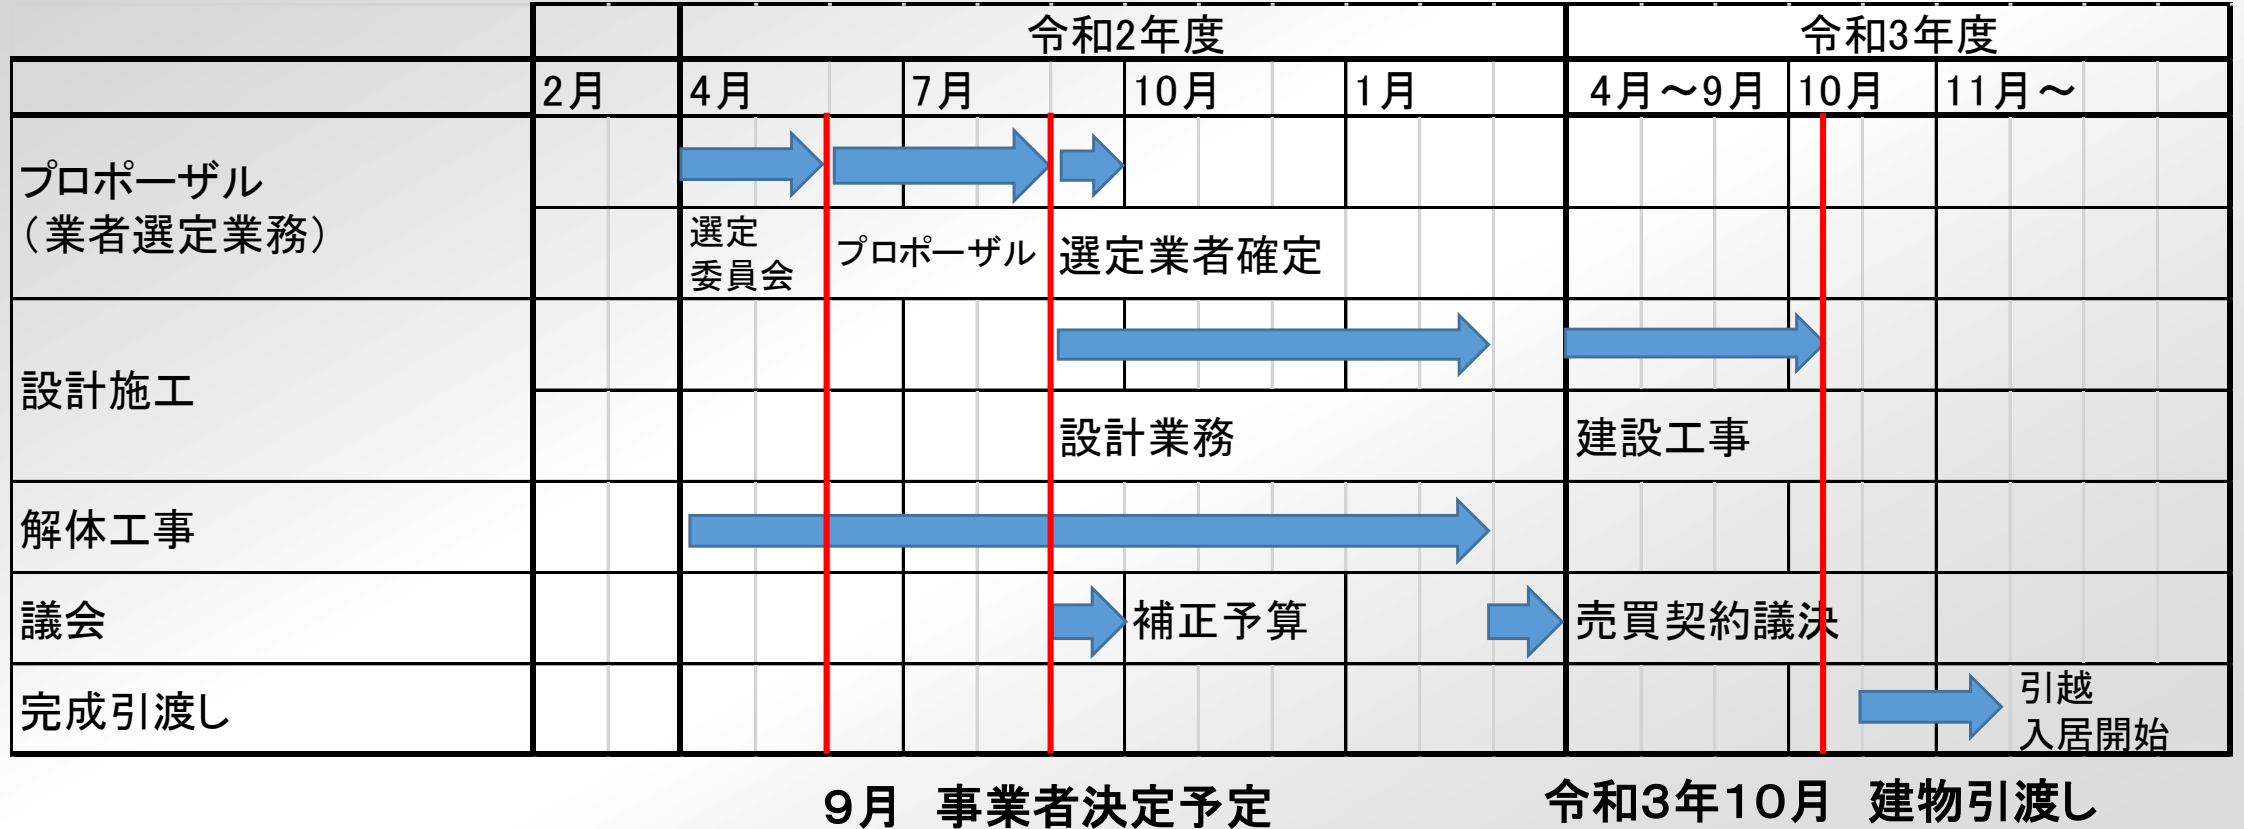 令和2年度
令和3年度
2月
4月
7月
10月
1月
4月～9月
10月
11月～
プロポーザル
（業者選定業務）
選定
委員会
プロポーザル
選定業者確定
設計施工
設計業務
建設工事
解体工事
議会
補正予算
売買契約議決
完成引渡し
引越
入居開始
９月　事業者決定予定
令和３年１０月　建物引渡し